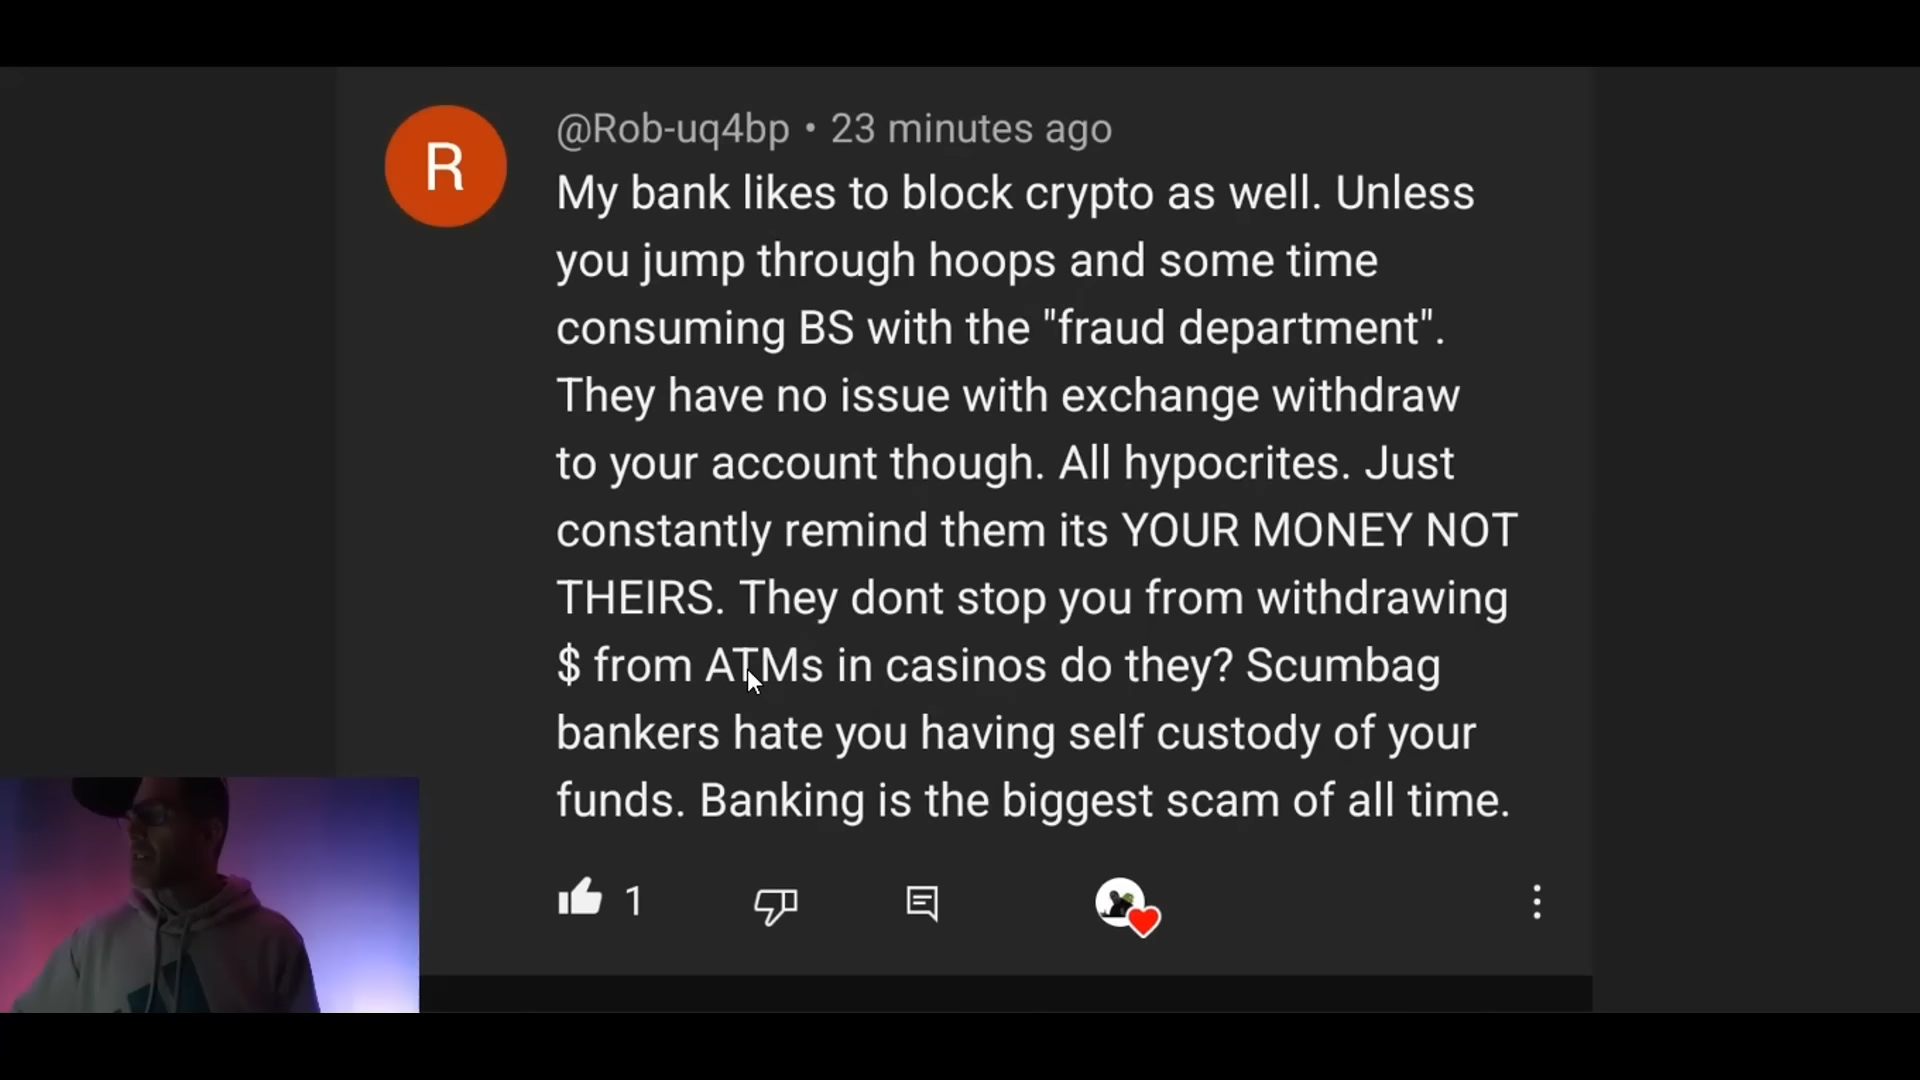 R
@Rob-uq4bp • 23 minutes ago
My bank likes to block crypto as well. Unless
you jump through hoops and some time
consuming BS with the "fraud department".
They have no issue with exchange withdraw
to your account though. All hypocrites. Just
constantly remind them its YOUR MONEY NOT
THEIRS. They dont stop you from withdrawing
$ from ATMs in casinos do they? Scumbag
bankers hate you having self custody of your
funds. Banking is the biggest scam of all time.
1